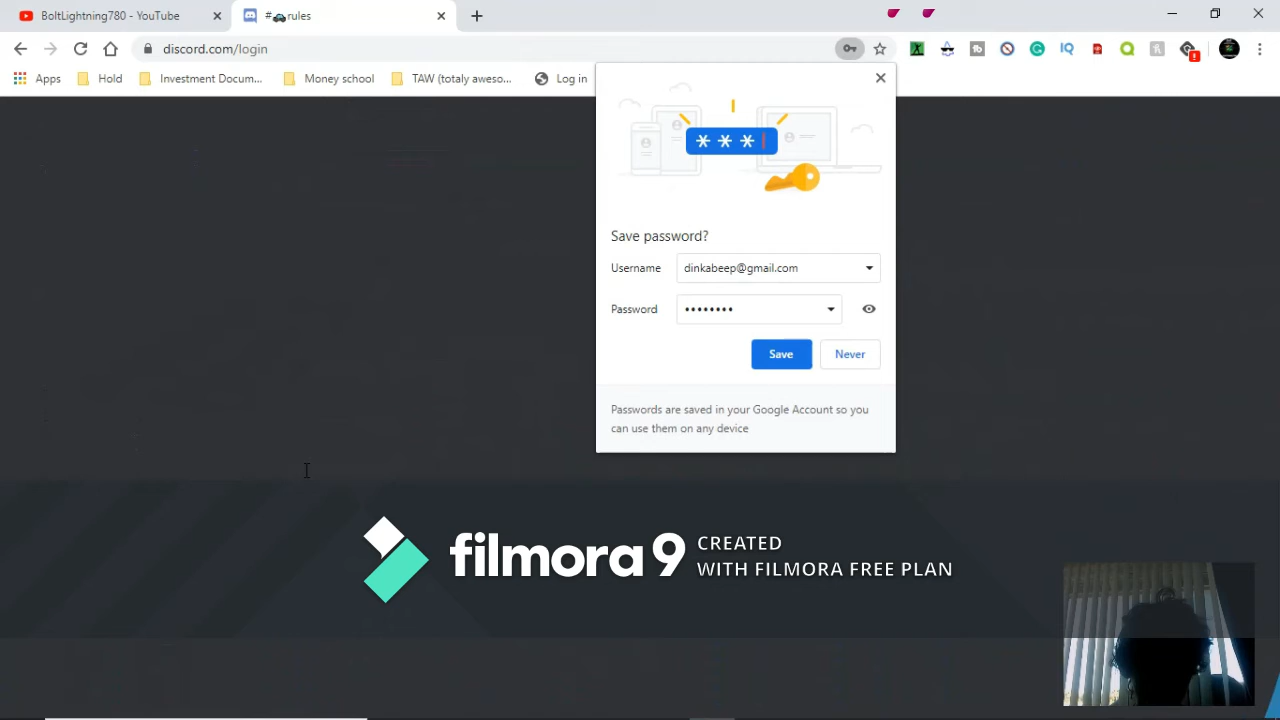 BoltLightning780 - YouTube
#🚓rules
discord.com/login
Apps
Hold
Investment Docum...
Money school
TAW (totaly aweso...
Log in
***
Save password?
Username
dinkabeep@gmail.com
Password
••••••••
Save
Never
Passwords are saved in your Google Account so you
can use them on any device
filmora 9
CREATED
WITH FILMORA FREE PLAN